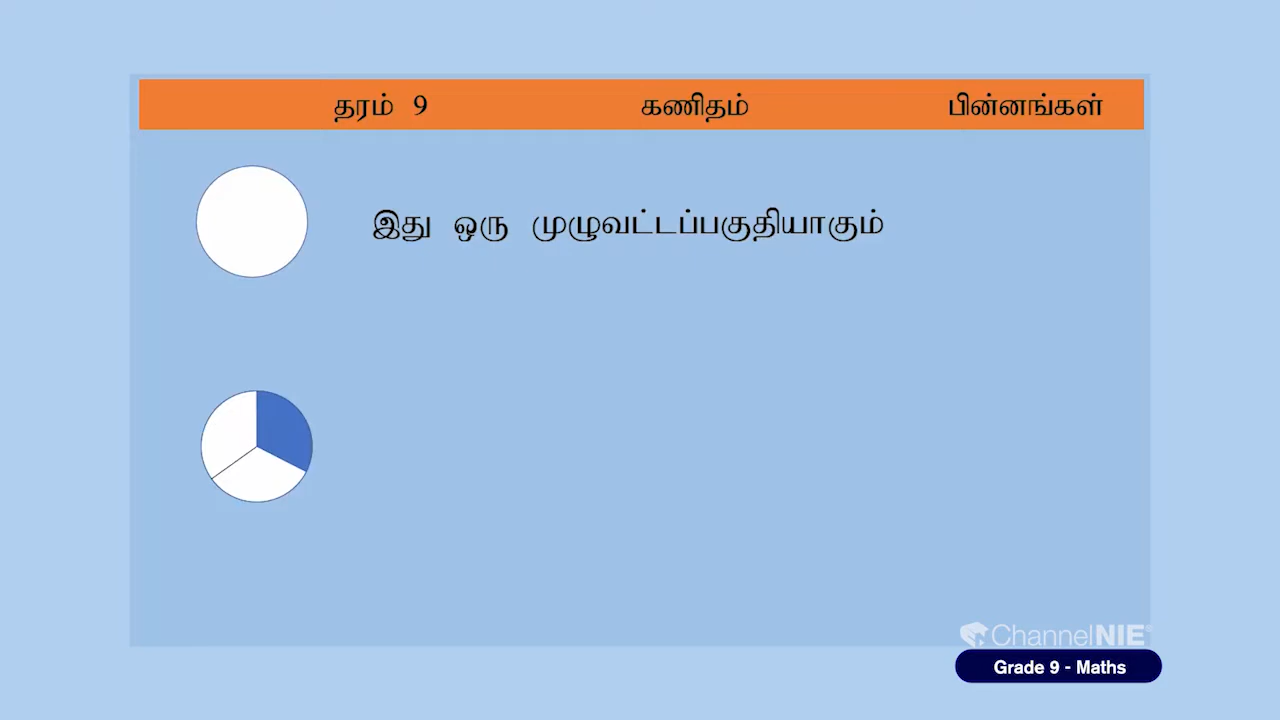 தரம் 9 கணிதம் பின்னங்கள்
இது ஒரு முழுவட்டப்பகுதியாகும்
ChannelNIE
Grade 9 - Maths